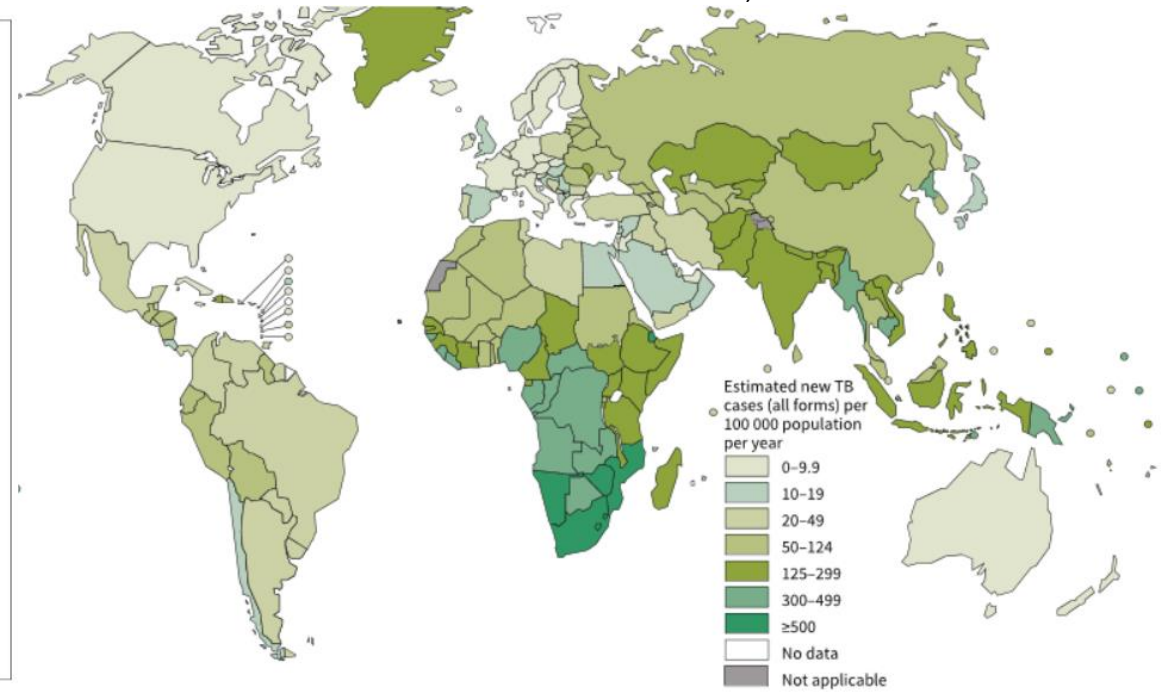 Estimated new TB
cases (all forms) per
100 000 population
per year
0–9.9
10–19
20–49
50–124
125–299
300–499
≥500
No data
Not applicable